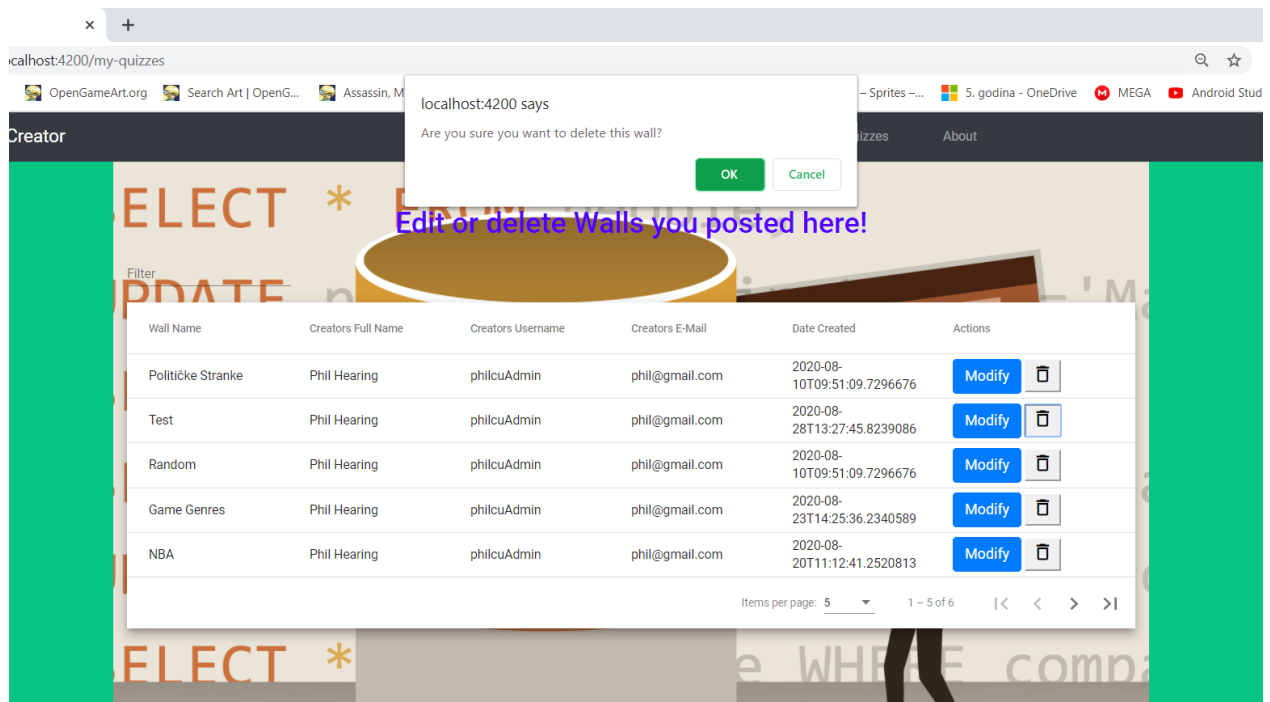 × +
ocalhost:4200/my-quizzes
OpenGameArt.org Search Art | OpenG... Assassin, M – Sprites –... 5. godina - OneDrive MEGA Android Stud
localhost:4200 says
Are you sure you want to delete this wall?
OK Cancel
Creator izzes About
ELECT * FROM
Edit or delete Walls you posted here!
Filter
UPDATE
Wall Name Creators Full Name Creators Username Creators E-Mail Date Created Actions
Političke Stranke Phil Hearing philcuAdmin phil@gmail.com 2020-08-
10T09:51:09.7296676 Modify
Test Phil Hearing philcuAdmin phil@gmail.com 2020-08-
28T13:27:45.8239086 Modify
Random Phil Hearing philcuAdmin phil@gmail.com 2020-08-
10T09:51:09.7296676 Modify
Game Genres Phil Hearing philcuAdmin phil@gmail.com 2020-08-
23T14:25:36.2340589 Modify
NBA Phil Hearing philcuAdmin phil@gmail.com 2020-08-
20T11:12:41.2520813 Modify
Items per page: 5 1 – 5 of 6
SELECT * e WHERE compa